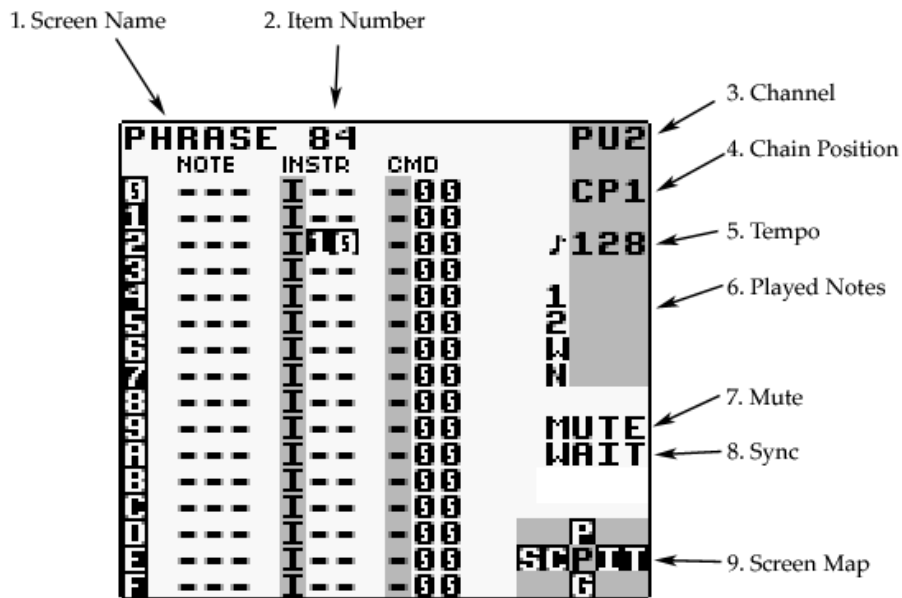 1. Screen Name 2. Item Number
3. Channel
PHRASE 84 PU2
4. Chain Position
NOTE INSTR CMD
0 --- I-- -00 CP1
1 --- I-- -00
2 --- I10 -00 ♪128
5. Tempo
3 --- I-- -00
6. Played Notes
4 --- I-- -00 1
5 --- I-- -00 2
6 --- I-- -00 W
7 --- I-- -00 N
8 --- I-- -00
7. Mute
9 --- I-- -00 MUTE
A --- I-- -00 WAIT
8. Sync
B --- I-- -00
C --- I-- -00
D --- I-- -00 P
E --- I-- -00 SCPIT
9. Screen Map
F --- I-- -00 G